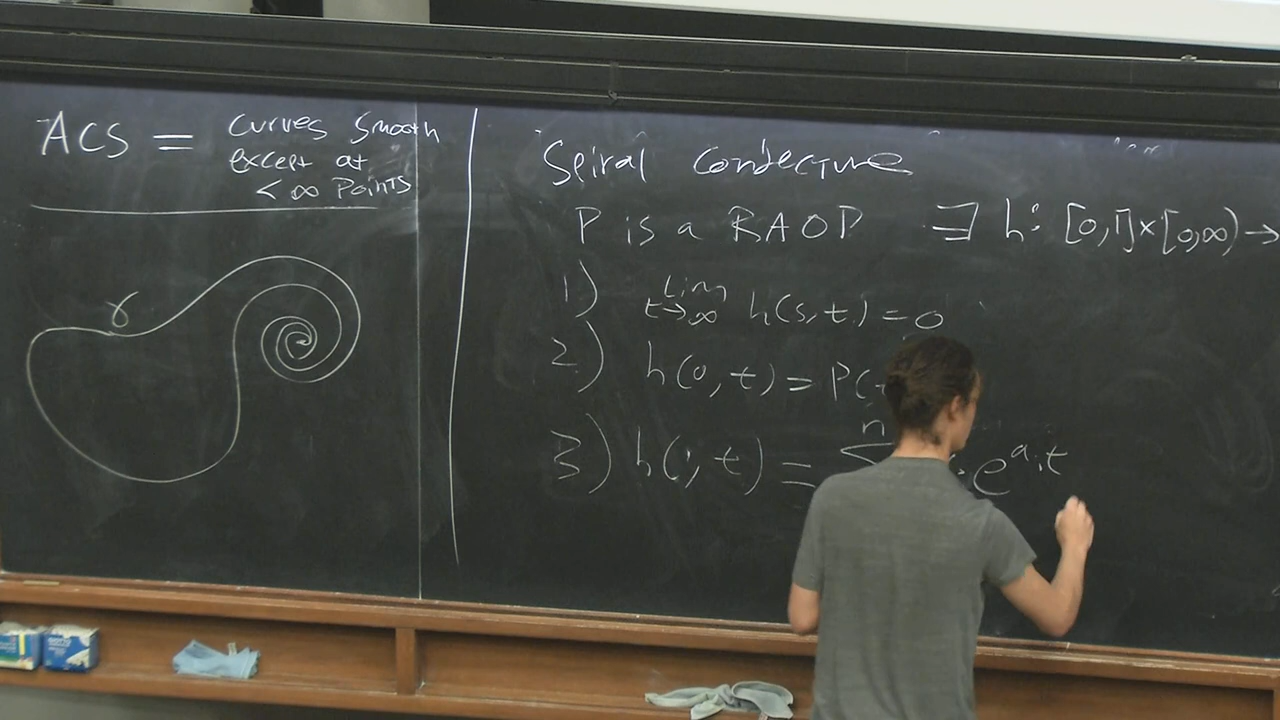 ACS = curves smooth
except at
< ∞ Points
γ
Spiral Conjecture
P is a RAOP ∃ h: [0,1]×[0,∞) →
1) Lim t→∞ h(s,t) = 0
2) h(0,t) = P(
3) h(1,t) = Σ n e^{a_i t}